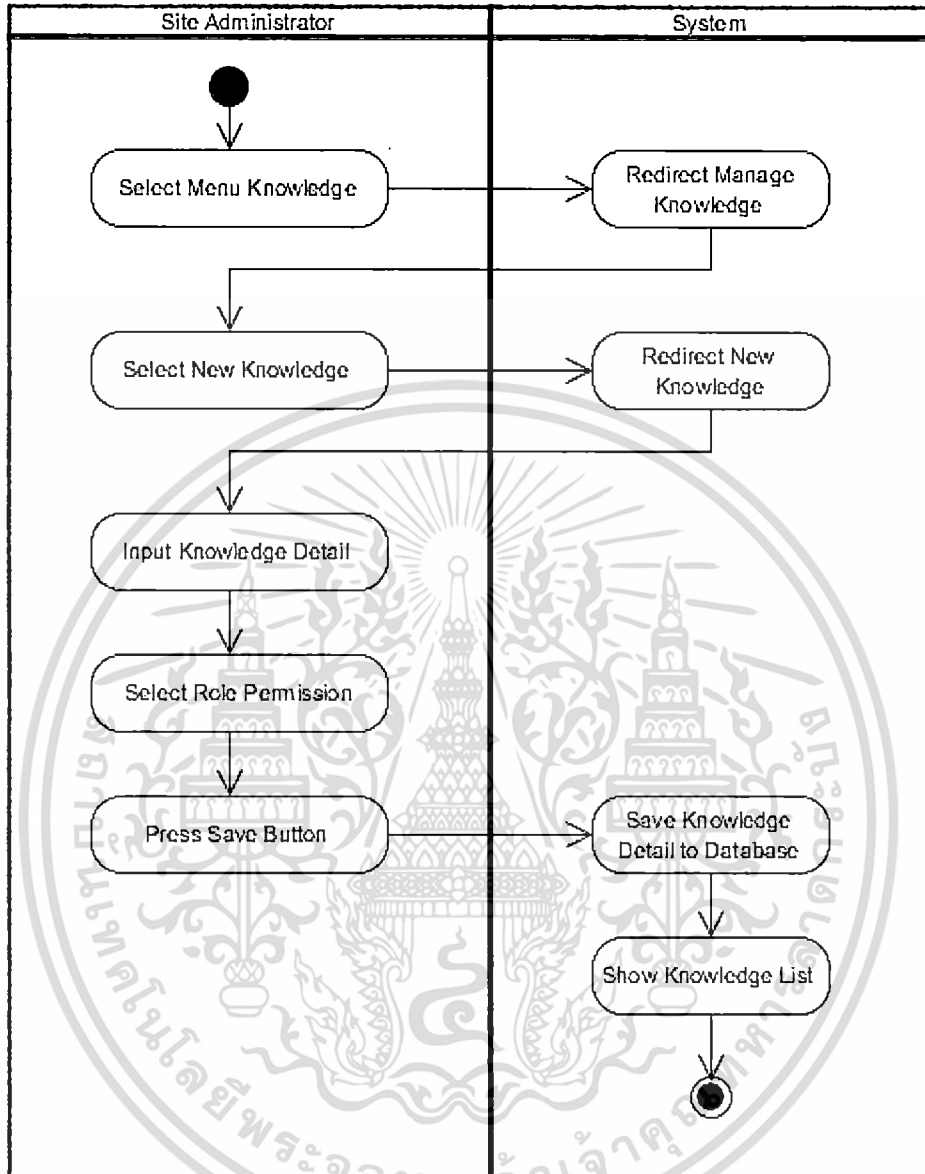 Site Administrator
System
Select Menu Knowledge
Redirect Manage
Knowledge
Select New Knowledge
Redirect New
Knowledge
Input Knowledge Detail
Select Role Permission
Press Save Button
Save Knowledge
Detail to Database
Show Knowledge List